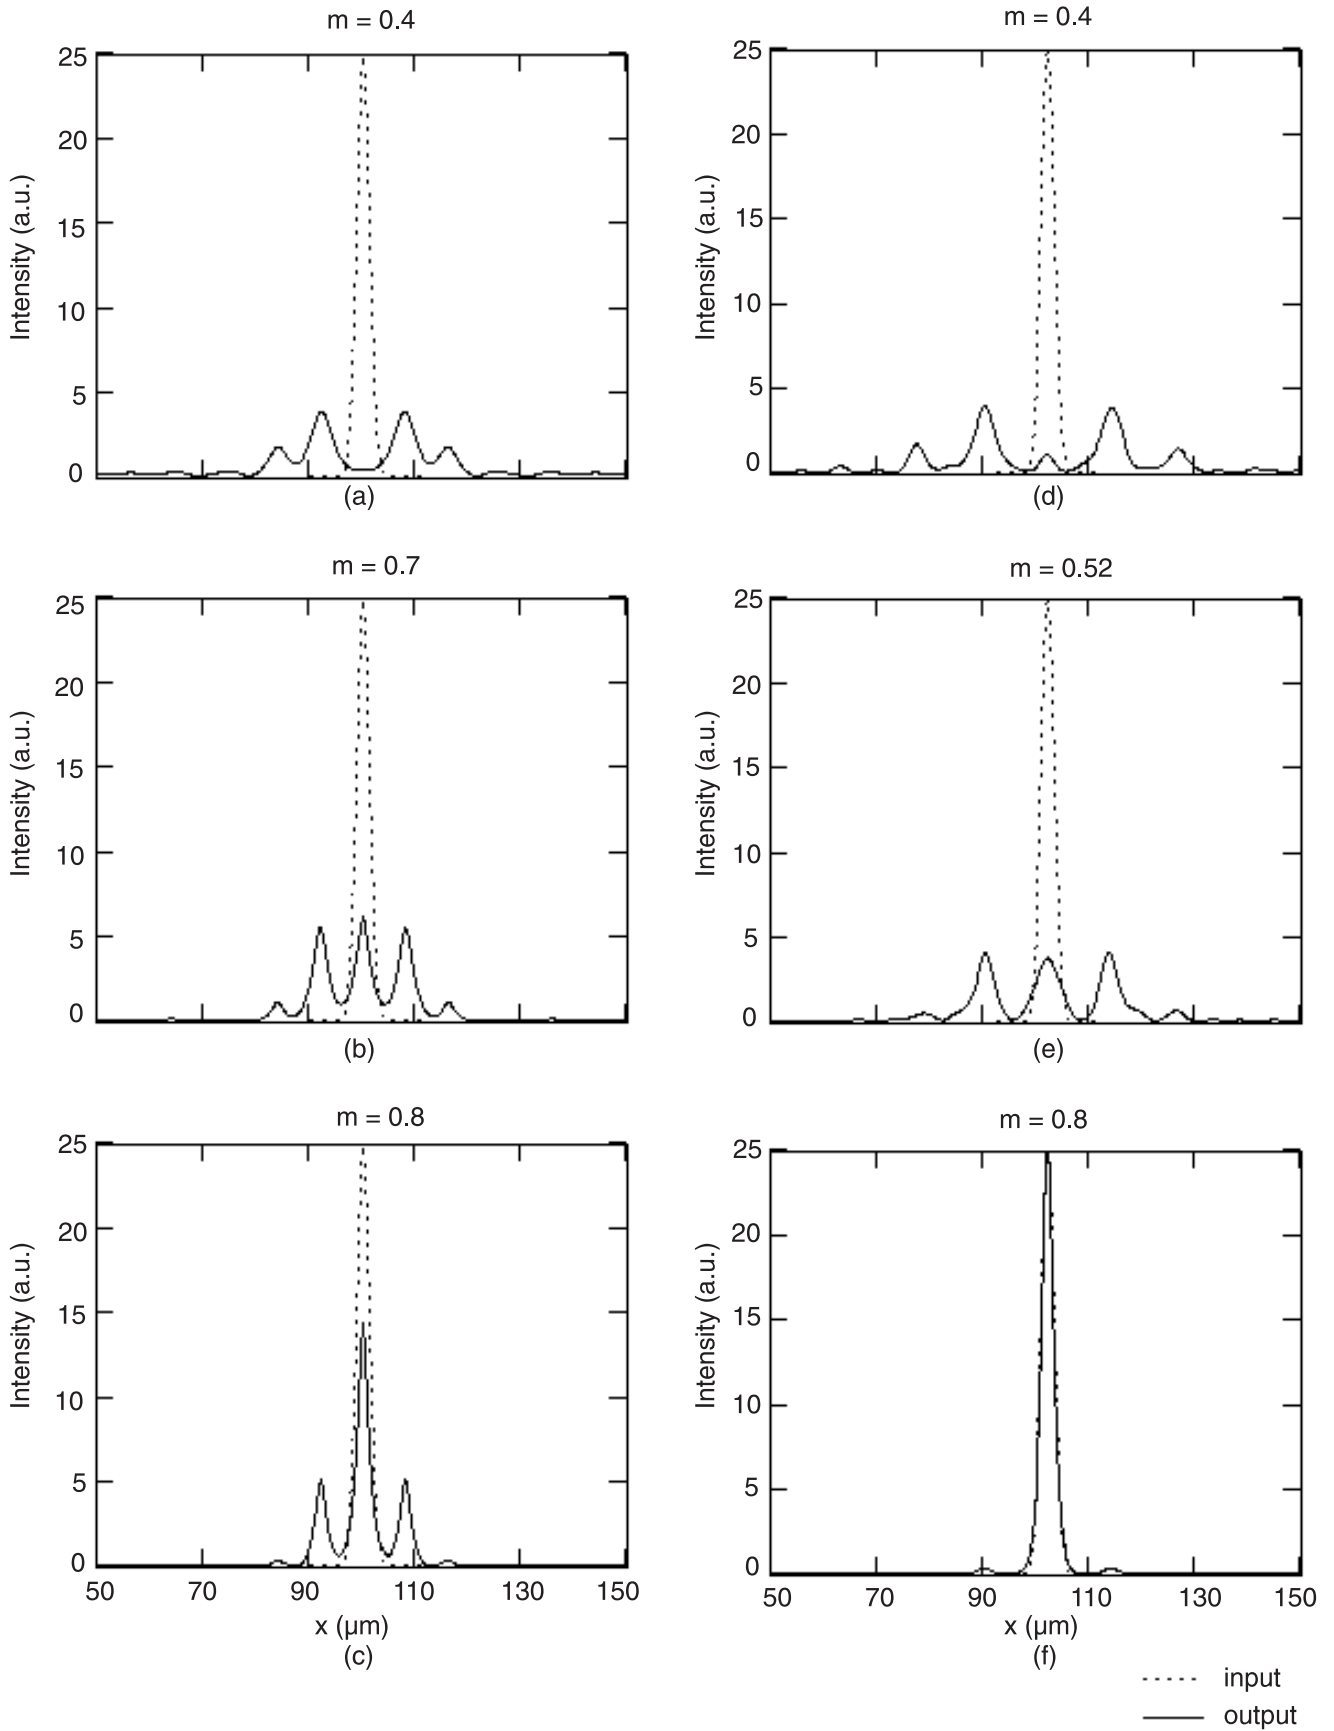 m = 0.4
25
20
15
10
5
0
Intensity (a.u.)
(a)
m = 0.4
25
20
15
10
5
0
Intensity (a.u.)
(d)
m = 0.7
25
20
15
10
5
0
Intensity (a.u.)
(b)
m = 0.52
25
20
15
10
5
0
Intensity (a.u.)
(e)
m = 0.8
25
20
15
10
5
0
Intensity (a.u.)
50 70 90 110 130 150
x (µm)
(c)
m = 0.8
25
20
15
10
5
0
Intensity (a.u.)
50 70 90 110 130 150
x (µm)
(f)
input
output